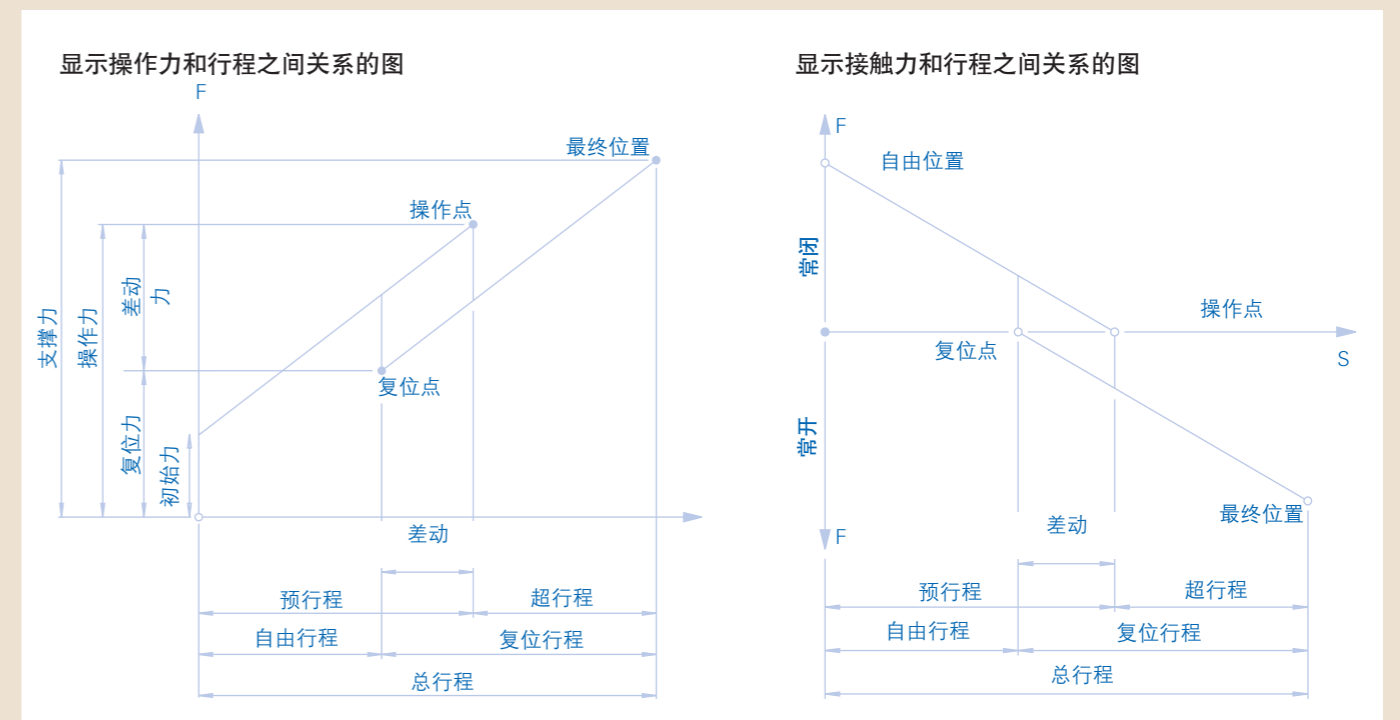 显示操作力和行程之间关系的图
F
最终位置
操作点
差动
力
支撑力
操作力
复位点
复位力
初始力
差动
预行程
超行程
自由行程
复位行程
总行程
显示接触力和行程之间关系的图
F
自由位置
常闭
操作点
复位点
S
常开
最终位置
差动
F
预行程
超行程
自由行程
复位行程
总行程